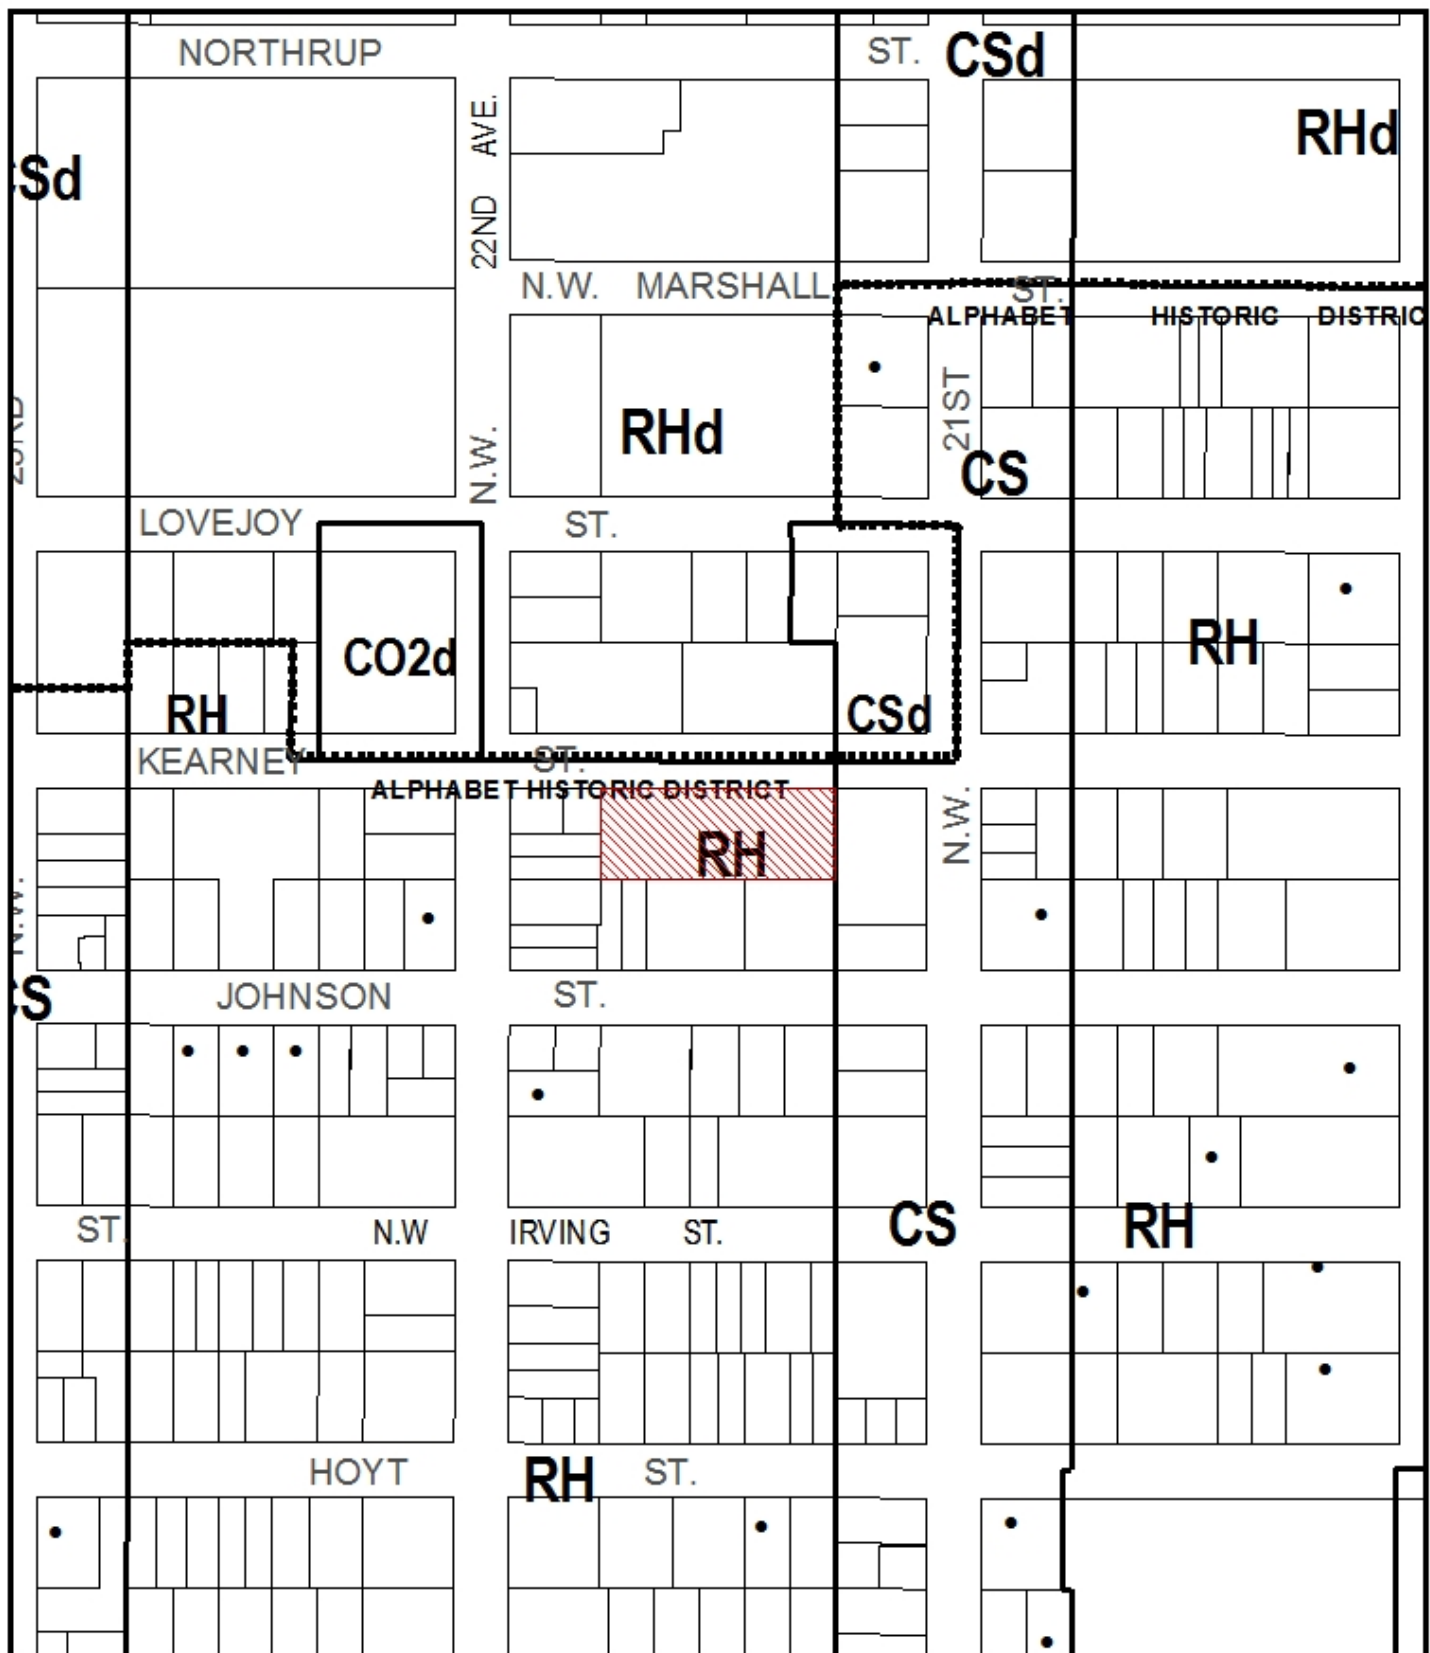 NORTHRUP ST. CSd
RHd
AVE.
Sd
22ND
N.W. MARSHALL ST.
ALPHABET HISTORIC DISTRIC
21ST
RHd
N.W.
CS
LOVEJOY ST.
CO2d
RH
RH
CSd
KEARNEY ST.
ALPHABET HISTORIC DISTRICT
N.W.
RH
N.W.
CS
JOHNSON ST.
ST. N.W IRVING ST.
CS
RH
HOYT RH ST.